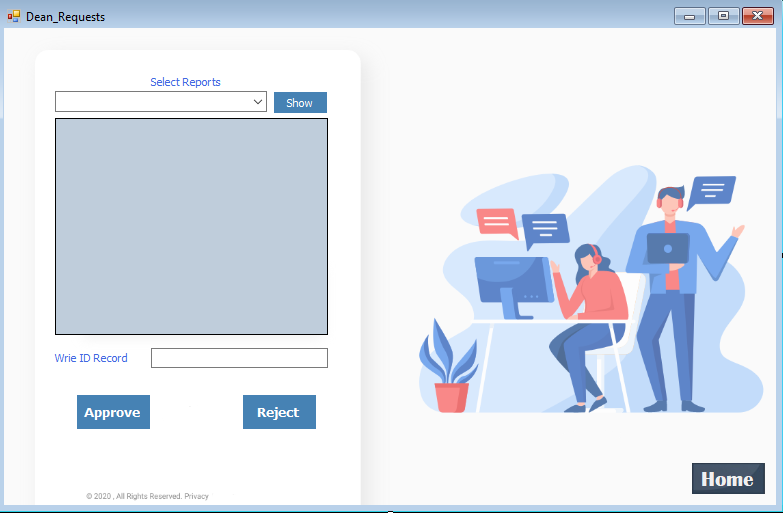 Dean_Requests
Select Reports
Show
Wrie ID Record
Approve
Reject
© 2020 , All Rights Reserved. Privacy
Home